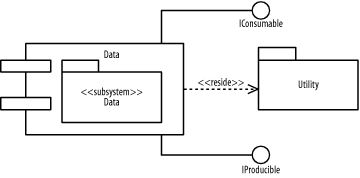 IConsumable
Data
<<subsystem>>
Data
<<reside>>
Utility
IProducible